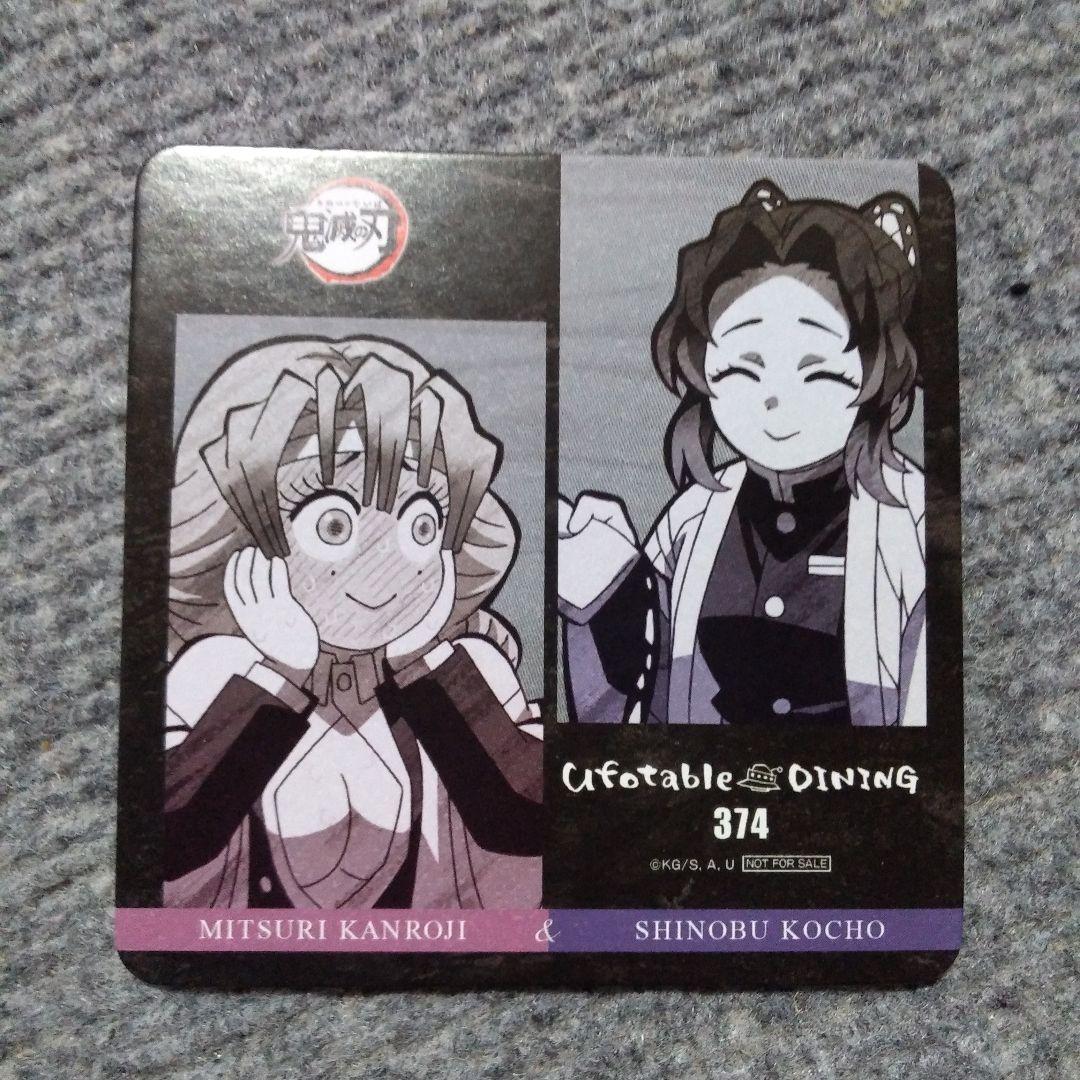 鬼滅の刃
ufotable DINING
374
©KG/S, A, U NOT FOR SALE
MITSURI KANROJI & SHINOBU KOCHO